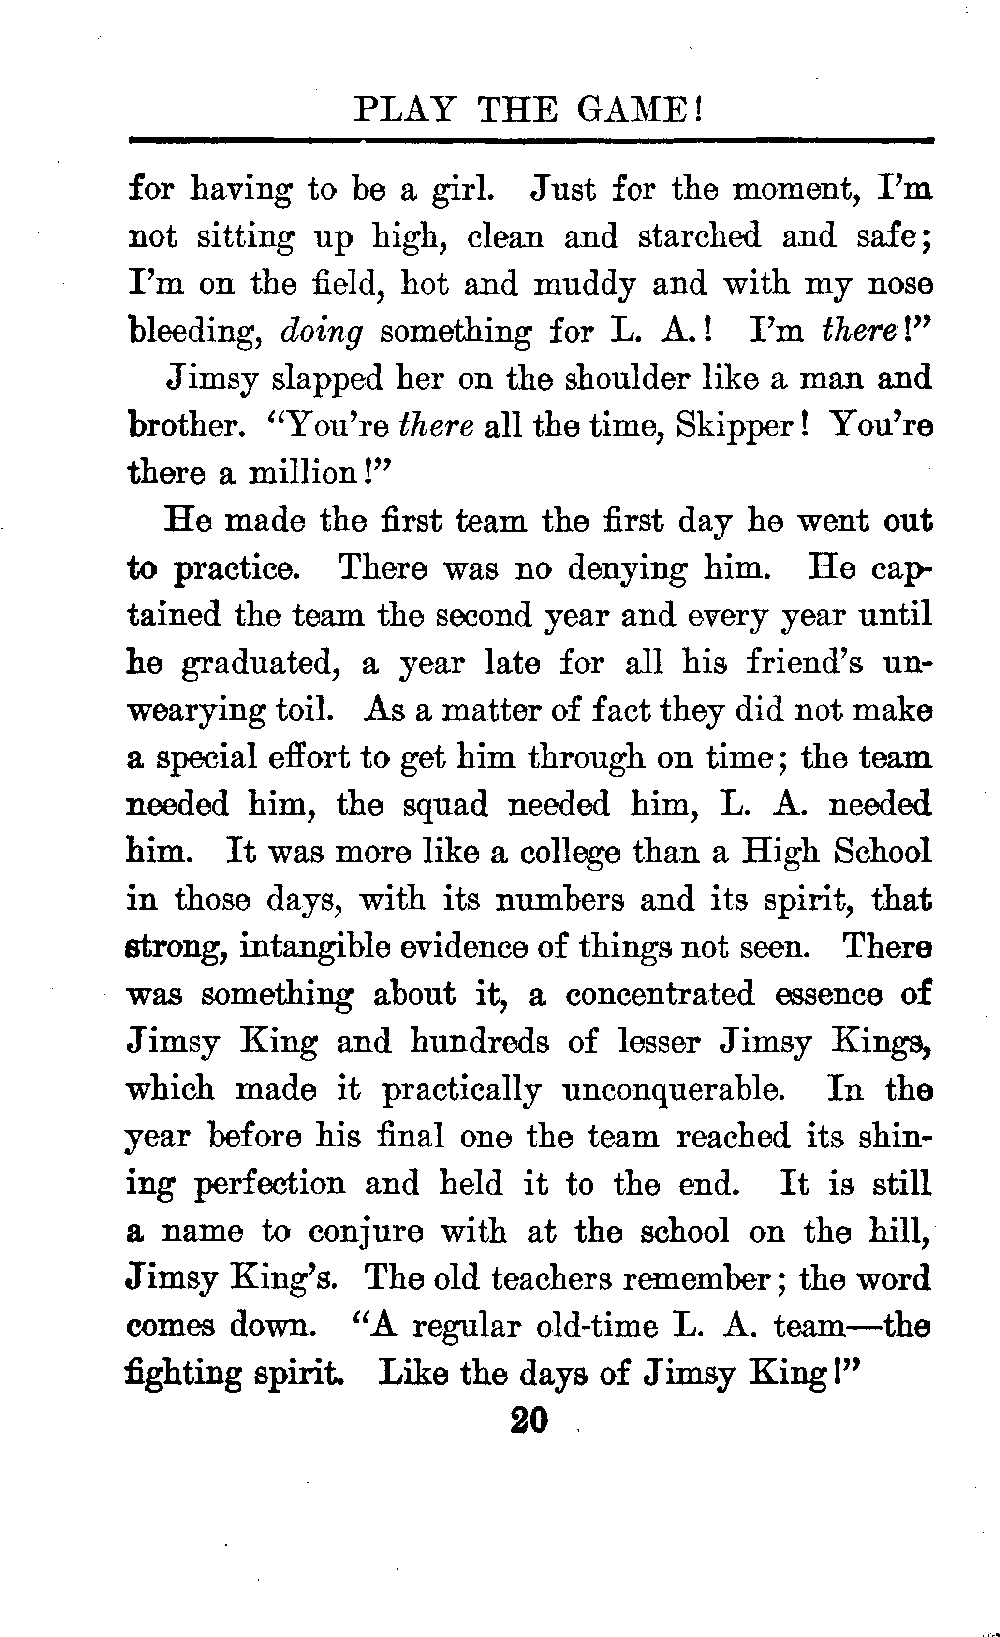 PLAY THE GAME!
for having to be a girl. Just for the moment, I'm
not sitting up high, clean and starched and safe;
I'm on the field, hot and muddy and with my nose
bleeding, doing something for L. A.! I'm there!"
Jimsy slapped her on the shoulder like a man and
brother. "You're there all the time, Skipper! You're
there a million!"
He made the first team the first day he went out
to practice. There was no denying him. He cap-
tained the team the second year and every year until
he graduated, a year late for all his friend's un-
wearying toil. As a matter of fact they did not make
a special effort to get him through on time; the team
needed him, the squad needed him, L. A. needed
him. It was more like a college than a High School
in those days, with its numbers and its spirit, that
strong, intangible evidence of things not seen. There
was something about it, a concentrated essence of
Jimsy King and hundreds of lesser Jimsy Kings,
which made it practically unconquerable. In the
year before his final one the team reached its shin-
ing perfection and held it to the end. It is still
a name to conjure with at the school on the hill,
Jimsy King's. The old teachers remember; the word
comes down. "A regular old-time L. A. team—the
fighting spirit. Like the days of Jimsy King!"
20